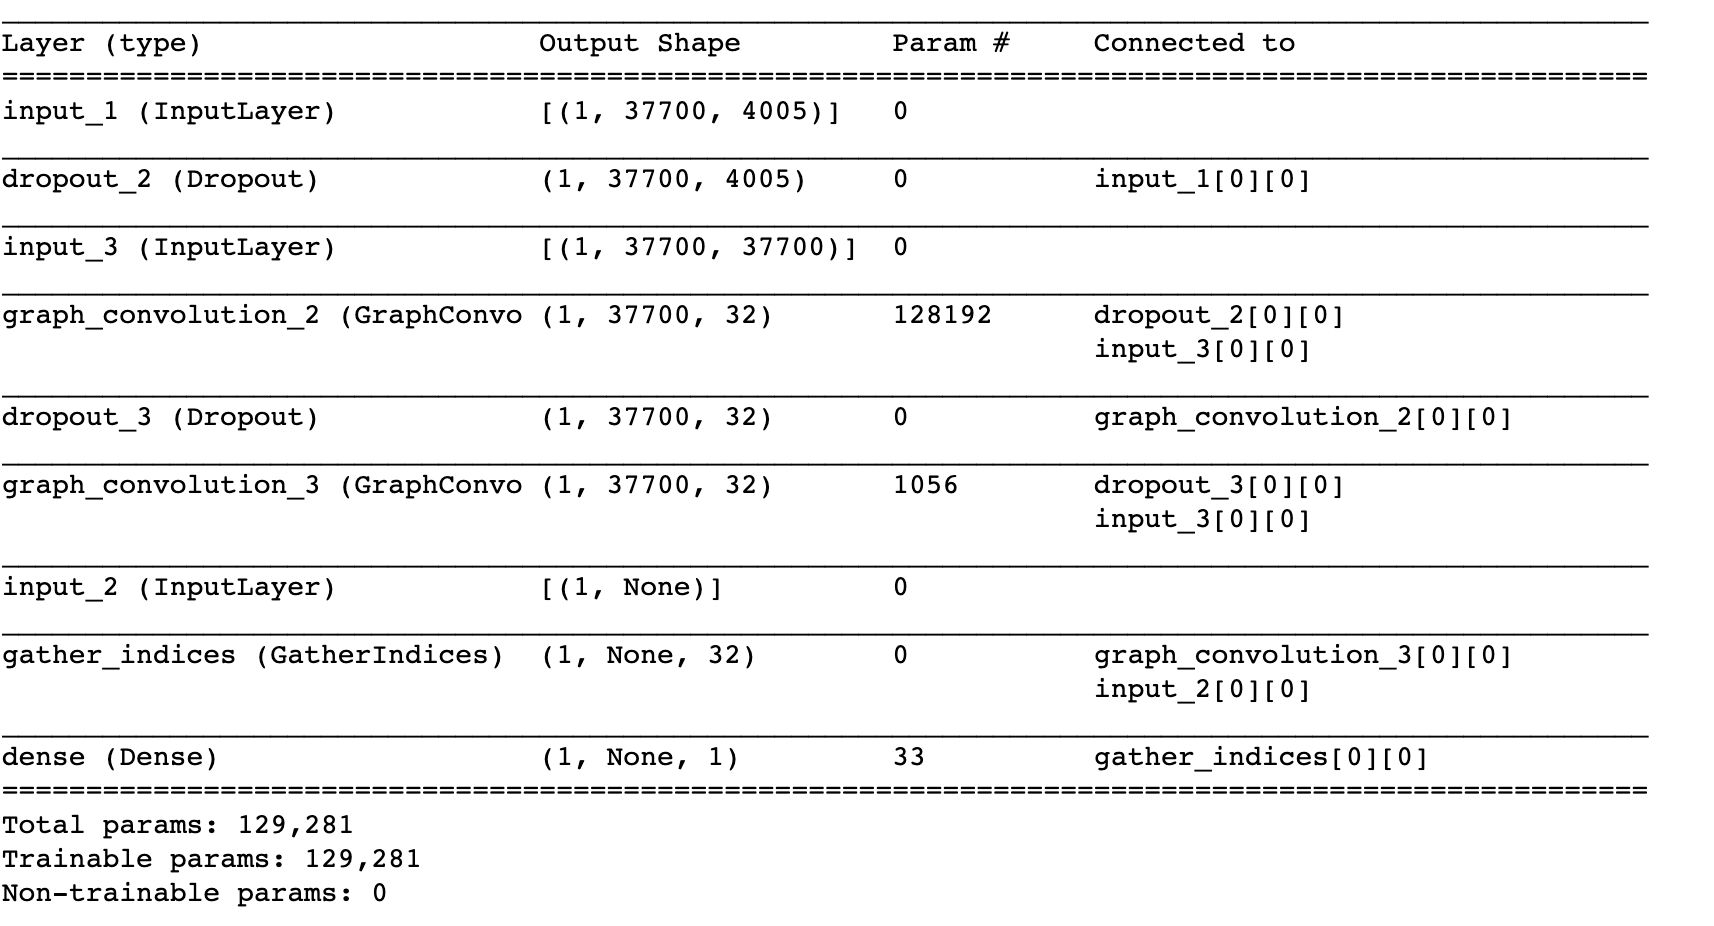 Layer (type) Output Shape Param # Connected to
==================================================================================================
input_1 (InputLayer) [(1, 37700, 4005)] 0
dropout_2 (Dropout) (1, 37700, 4005) 0 input_1[0][0]
input_3 (InputLayer) [(1, 37700, 37700)] 0
graph_convolution_2 (GraphConvo (1, 37700, 32) 128192 dropout_2[0][0]
input_3[0][0]
dropout_3 (Dropout) (1, 37700, 32) 0 graph_convolution_2[0][0]
graph_convolution_3 (GraphConvo (1, 37700, 32) 1056 dropout_3[0][0]
input_3[0][0]
input_2 (InputLayer) [(1, None)] 0
gather_indices (GatherIndices) (1, None, 32) 0 graph_convolution_3[0][0]
input_2[0][0]
dense (Dense) (1, None, 1) 33 gather_indices[0][0]
==================================================================================================
Total params: 129,281
Trainable params: 129,281
Non-trainable params: 0